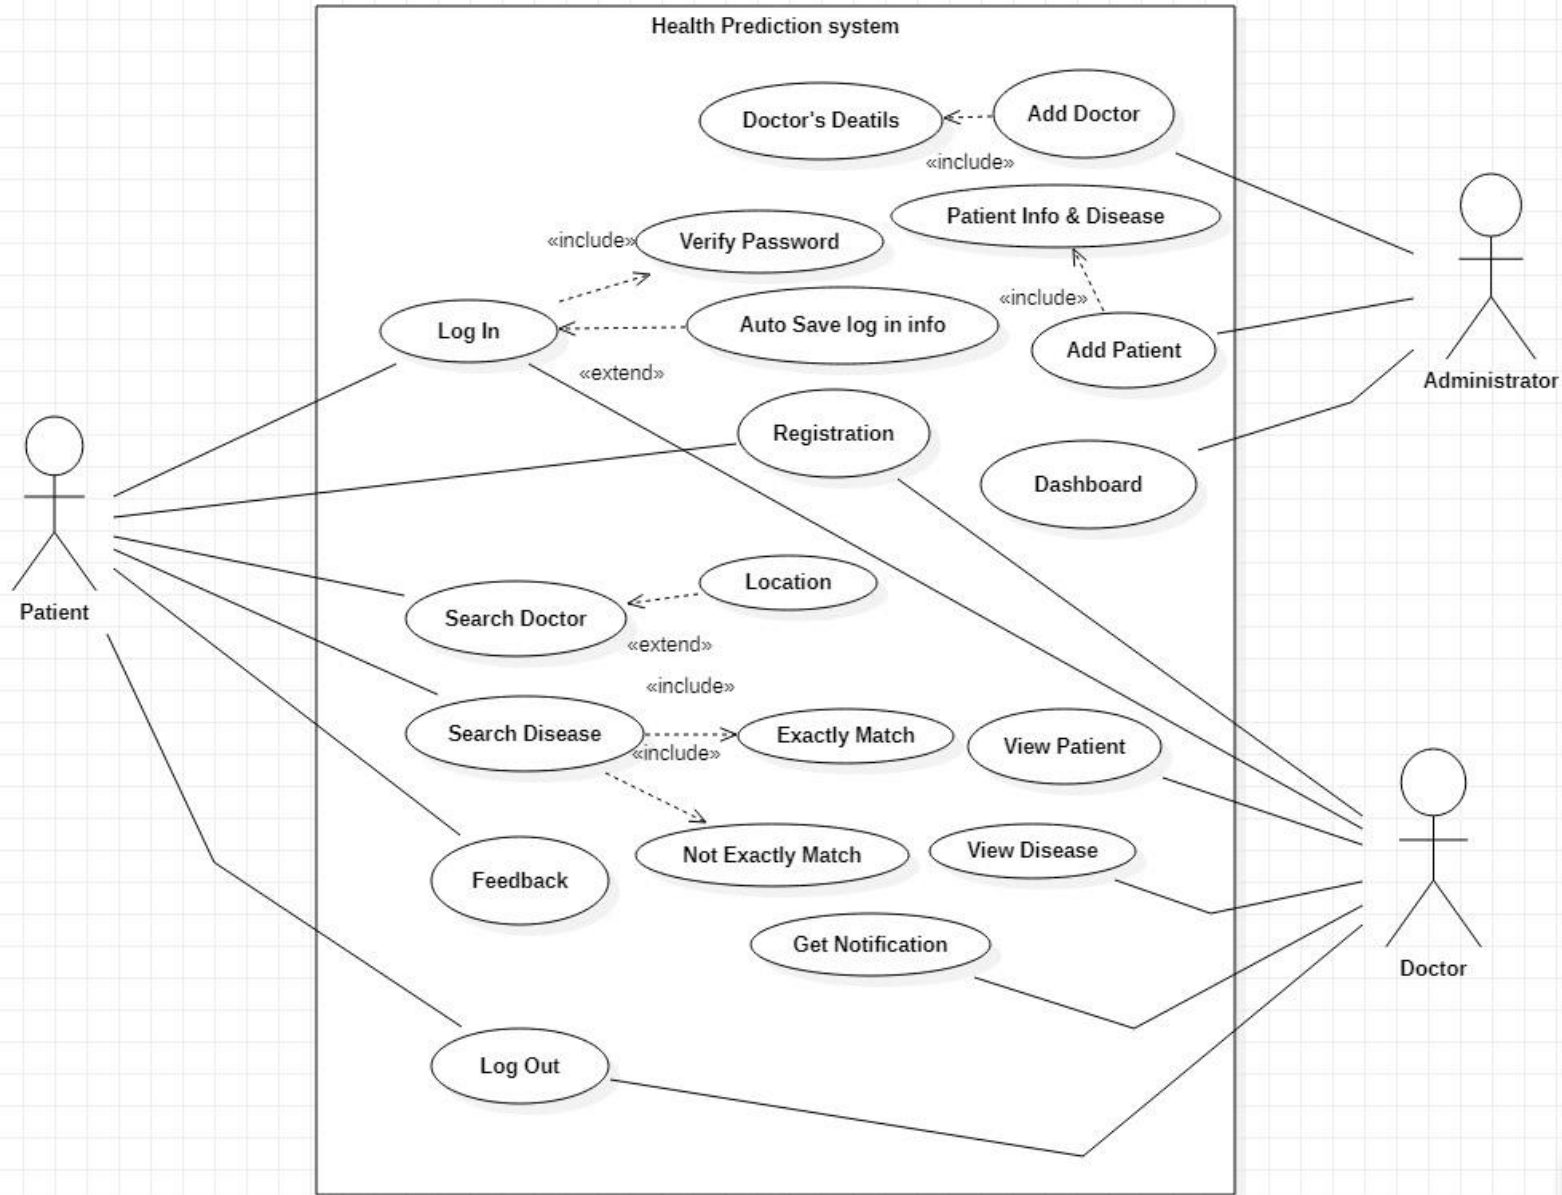 Health Prediction system
Doctor's Deatils
Add Doctor
«include»
Patient Info & Disease
«include»
Verify Password
«include»
Log In
Auto Save log in info
Add Patient
«extend»
Administrator
Registration
Dashboard
Patient
Location
Search Doctor
«extend»
«include»
Search Disease
Exactly Match
«include»
View Patient
Not Exactly Match
View Disease
Feedback
Get Notification
Doctor
Log Out